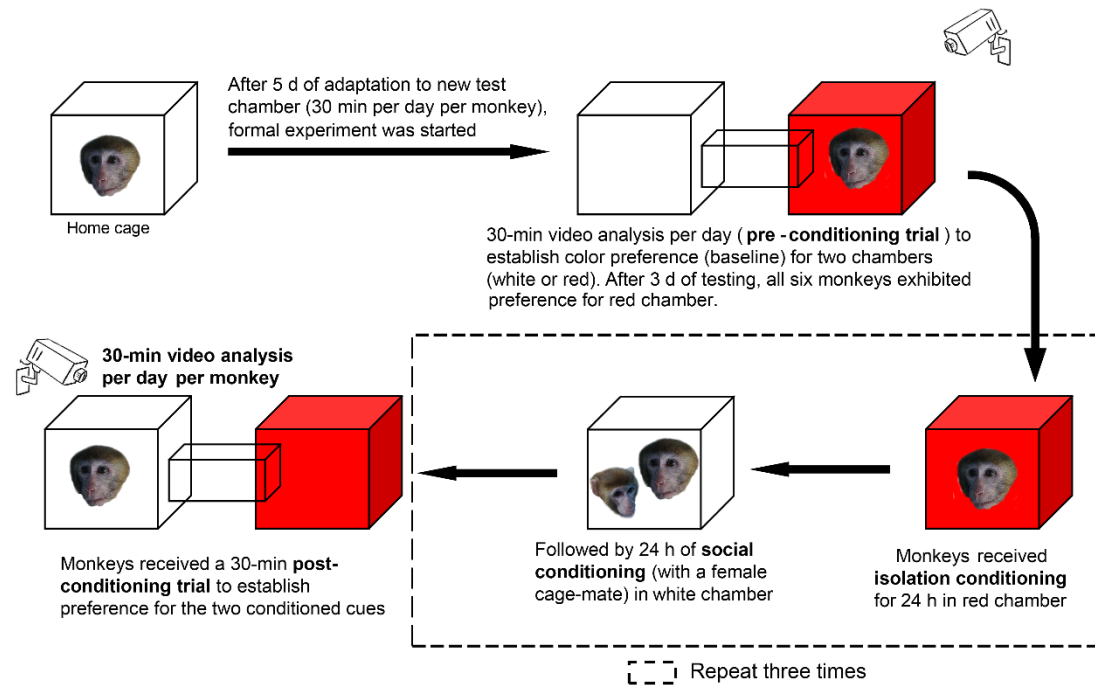 After 5 d of adaptation to new test
chamber (30 min per day per monkey),
formal experiment was started
Home cage
30-min video analysis per day ( pre - conditioning trial ) to
establish color preference (baseline) for two chambers
(white or red). After 3 d of testing, all six monkeys exhibited
preference for red chamber.
30-min video analysis
per day per monkey
Monkeys received a 30-min post-
conditioning trial to establish
preference for the two conditioned cues
Followed by 24 h of social
conditioning (with a female
cage-mate) in white chamber
Monkeys received
isolation conditioning
for 24 h in red chamber
Repeat three times